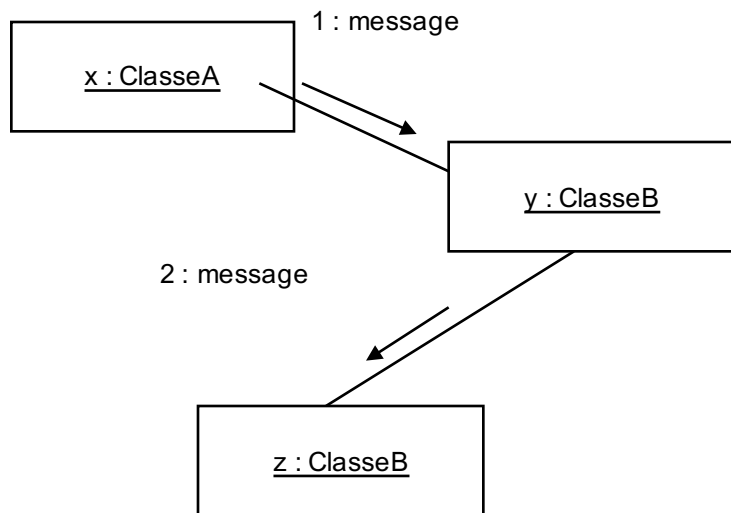 1 : message
x : ClasseA
y : ClasseB
2 : message
z : ClasseB